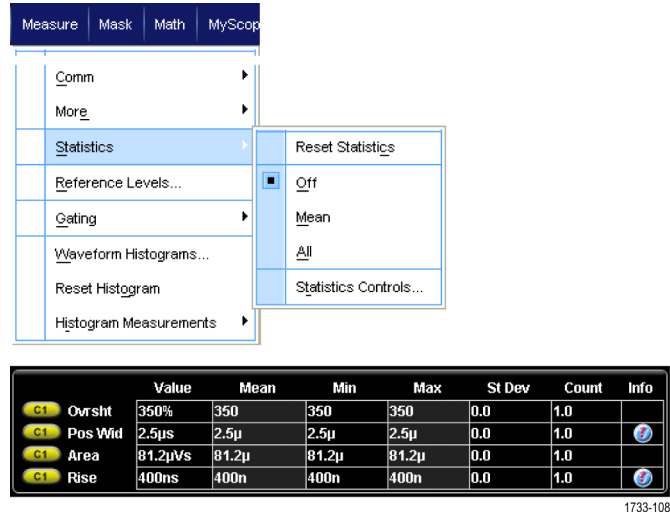 Measure Mask Math MyScop
Comm
More
Statistics
Reset Statistics
Reference Levels...
Off
Gating
Mean
Waveform Histograms...
All
Reset Histogram
Statistics Controls...
Histogram Measurements
Value Mean Min Max St Dev Count Info
C1 Ovrsht 350% 350 350 350 0.0 1.0
C1 Pos Wid 2.5µs 2.5µ 2.5µ 2.5µ 0.0 1.0
C1 Area 81.2µVs 81.2µ 81.2µ 81.2µ 0.0 1.0
C1 Rise 400ns 400n 400n 400n 0.0 1.0
1733-108